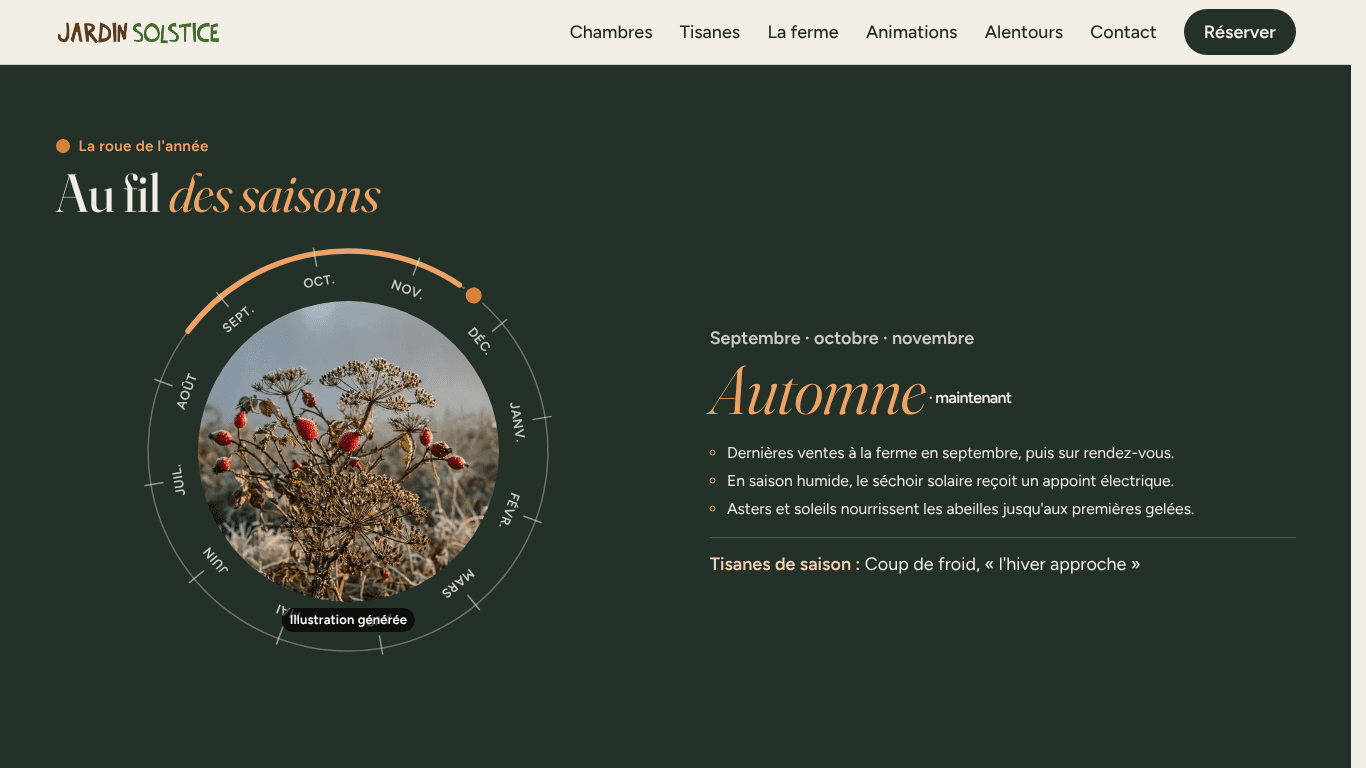 JARDIN SOLSTICE
Chambres
Tisanes
La ferme
Animations
Alentours
Contact
Réserver
La roue de l'année
Au fil des saisons
SEPT.
OCT.
NOV.
DÉC.
JANV.
FÉVR.
MARS
JUIN
JUIL.
AOÛT
Illustration générée
Septembre · octobre · novembre
Automne · maintenant
Dernières ventes à la ferme en septembre, puis sur rendez-vous.
En saison humide, le séchoir solaire reçoit un appoint électrique.
Asters et soleils nourrissent les abeilles jusqu'aux premières gelées.
Tisanes de saison : Coup de froid, « l'hiver approche »